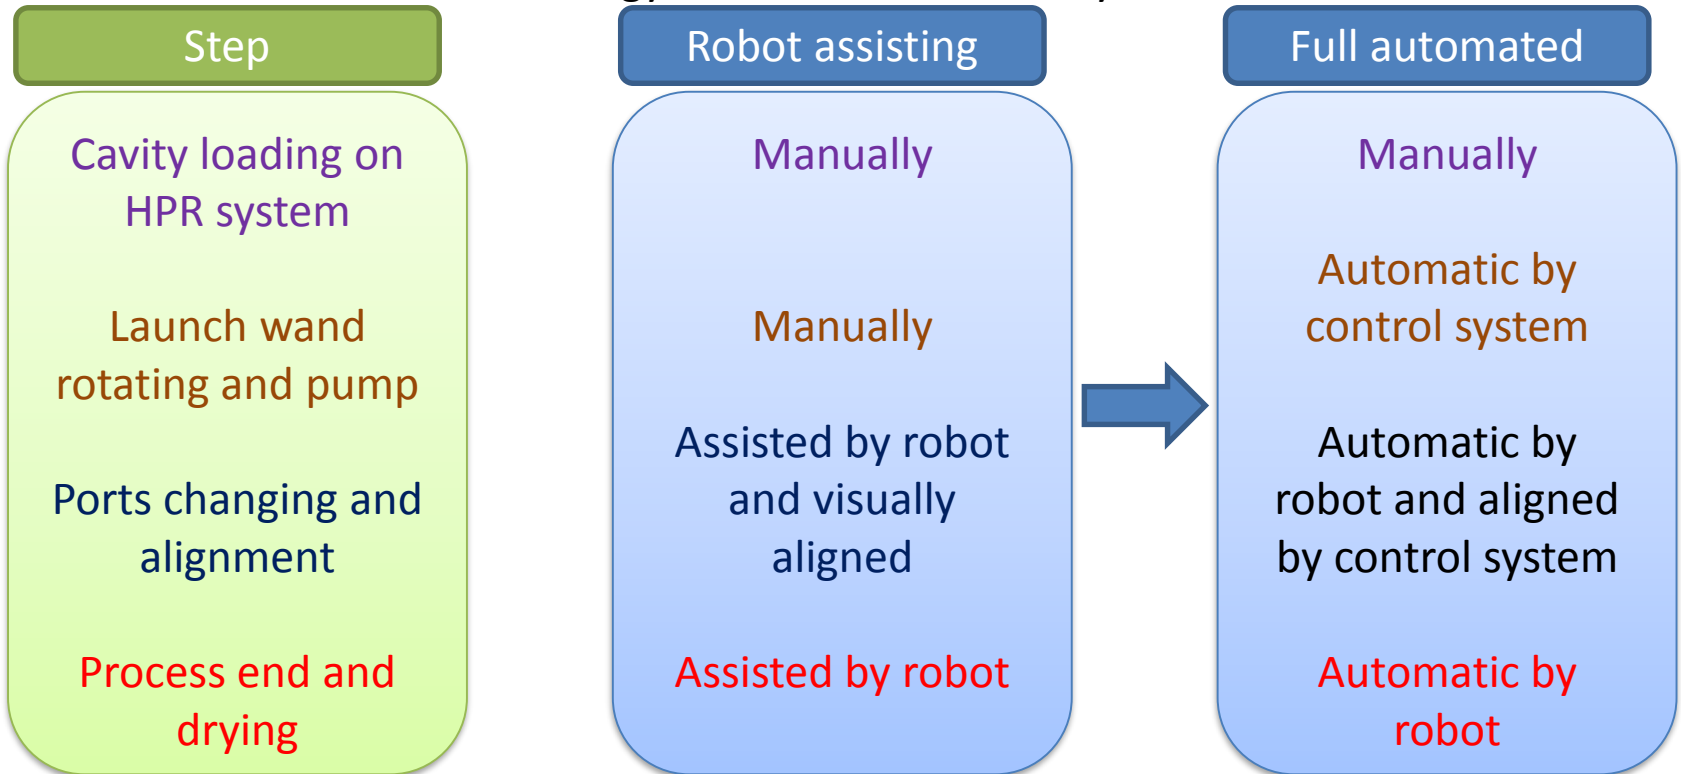 Step
Cavity loading on
HPR system
Launch wand
rotating and pump
Ports changing and
alignment
Process end and
drying
Robot assisting
Manually
Manually
Assisted by robot
and visually
aligned
Assisted by robot
Full automated
Manually
Automatic by
control system
Automatic by
robot and aligned
by control system
Automatic by
robot